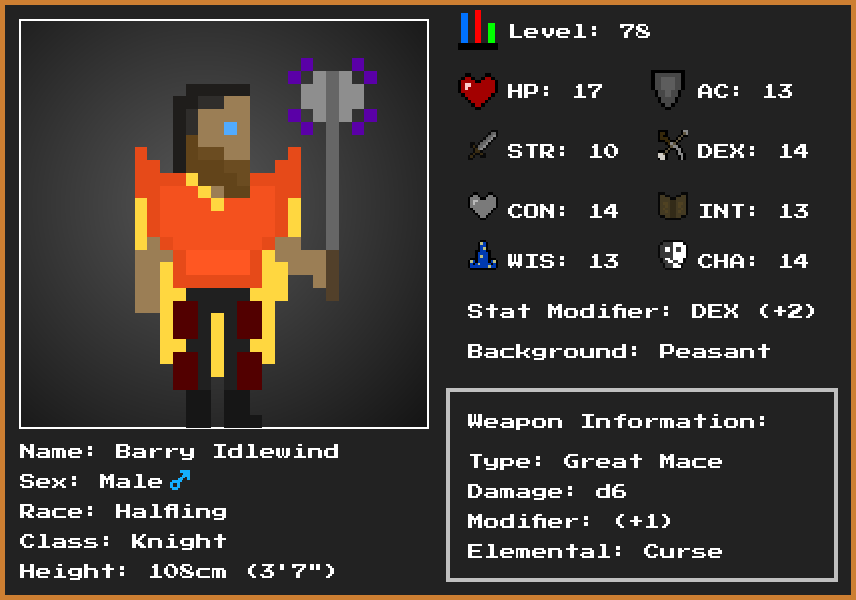 Level: 78
HP: 17
AC: 13
STR: 10
DEX: 14
CON: 14
INT: 13
WIS: 13
CHA: 14
Stat Modifier: DEX (+2)
Background: Peasant
Weapon Information:
Type: Great Mace
Damage: d6
Modifier: (+1)
Elemental: Curse
Name: Barry Idlewind
Sex: Male♂
Race: Halfling
Class: Knight
Height: 108cm (3'7")